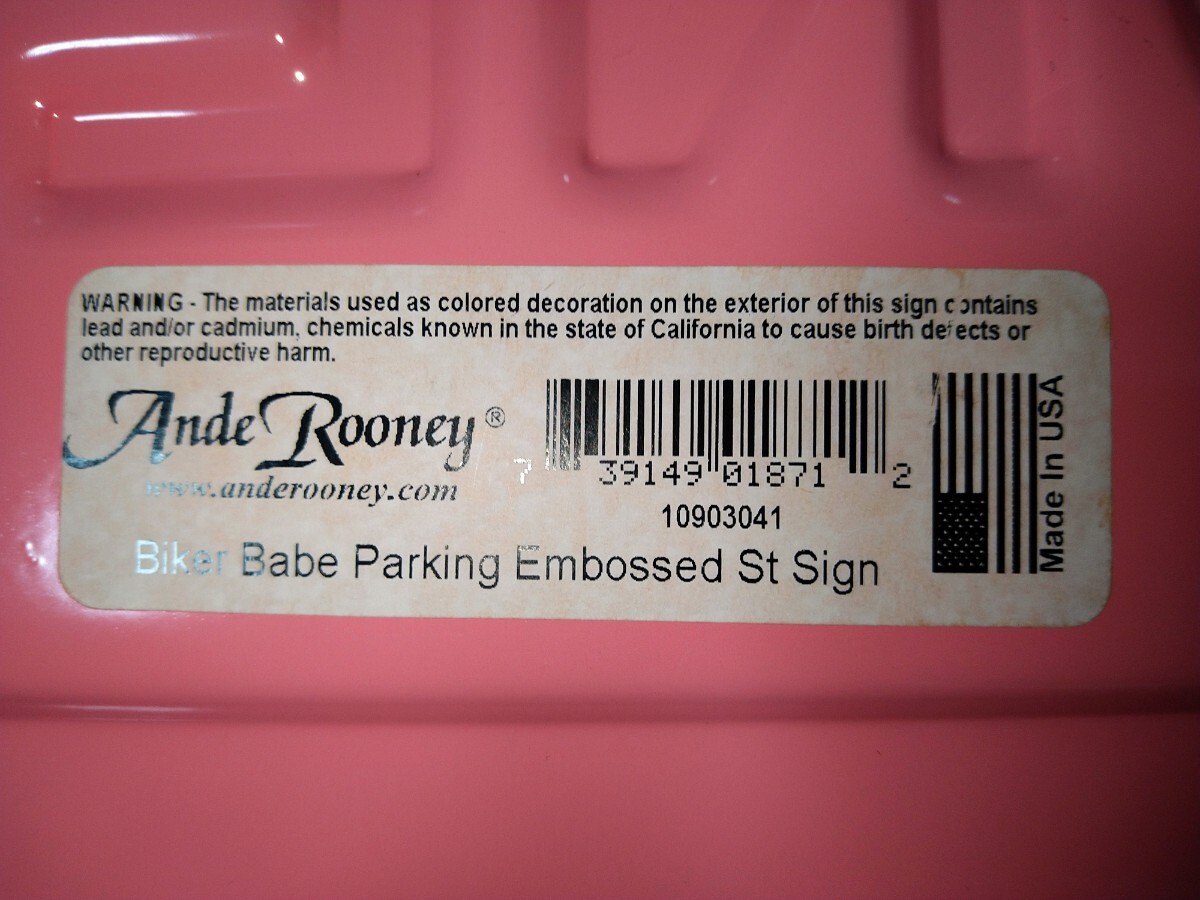 WARNING - The materials used as colored decoration on the exterior of this sign contains
lead and/or cadmium, chemicals known in the state of California to cause birth defects or
other reproductive harm.
Ande Rooney®
www.anderooney.com
7 39149 01871 2
10903041
Biker Babe Parking Embossed St Sign
Made In USA